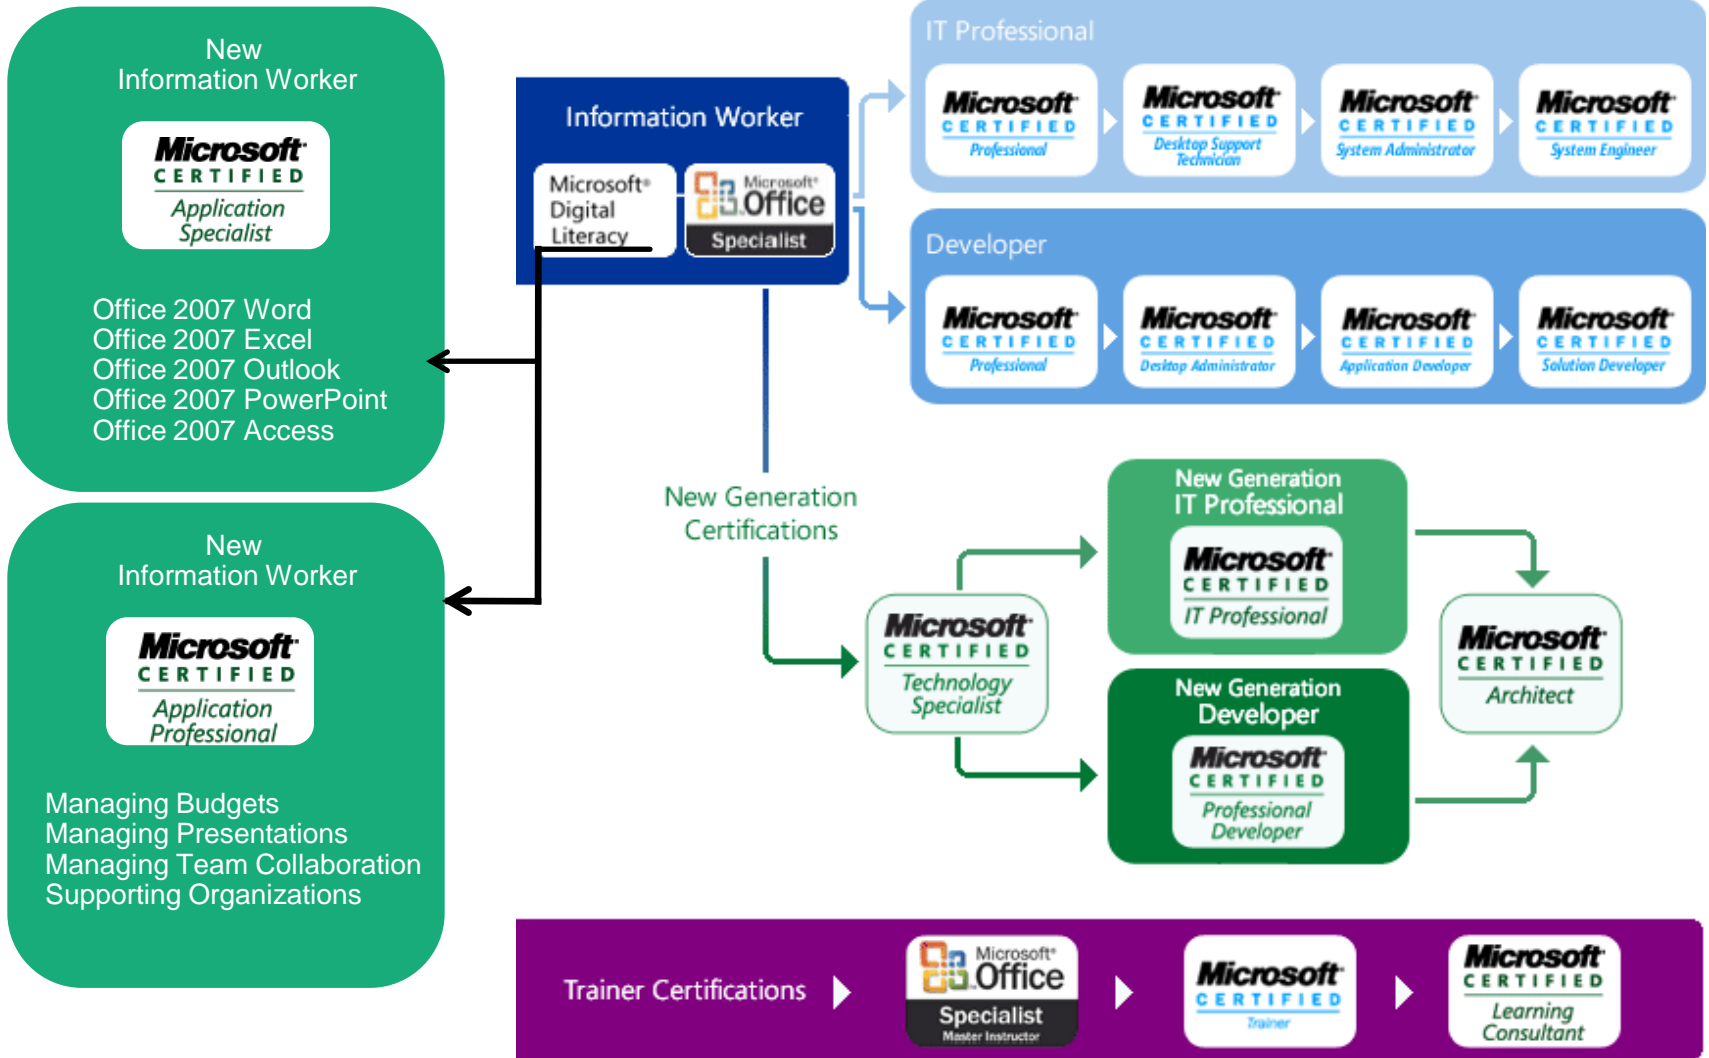 New
Information Worker
Microsoft®
CERTIFIED
Application
Specialist
Office 2007 Word
Office 2007 Excel
Office 2007 Outlook
Office 2007 PowerPoint
Office 2007 Access
New
Information Worker
Microsoft®
CERTIFIED
Application
Professional
Managing Budgets
Managing Presentations
Managing Team Collaboration
Supporting Organizations
Information Worker
Microsoft®
Digital
Literacy
Microsoft®
Office
Specialist
IT Professional
Microsoft®
CERTIFIED
Professional
Microsoft®
CERTIFIED
Desktop Support
Technician
Microsoft®
CERTIFIED
System Administrator
Microsoft®
CERTIFIED
System Engineer
Developer
Microsoft®
CERTIFIED
Professional
Microsoft®
CERTIFIED
Desktop Administrator
Microsoft®
CERTIFIED
Application Developer
Microsoft®
CERTIFIED
Solution Developer
New Generation
Certifications
Microsoft®
CERTIFIED
Technology
Specialist
New Generation
IT Professional
Microsoft®
CERTIFIED
IT Professional
New Generation
Developer
Microsoft®
CERTIFIED
Professional
Developer
Microsoft®
CERTIFIED
Architect
Trainer Certifications
Microsoft®
Office
Specialist
Master Instructor
Microsoft®
CERTIFIED
Trainer
Microsoft®
CERTIFIED
Learning
Consultant